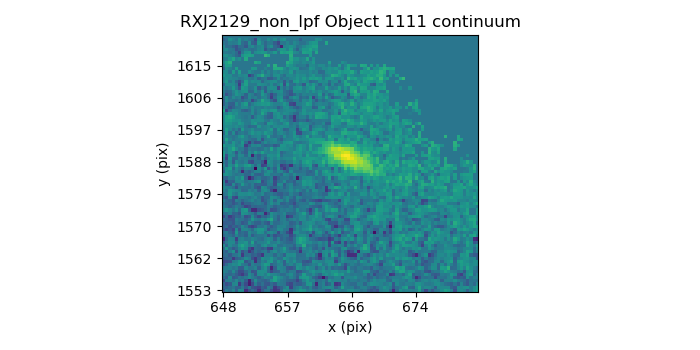 RXJ2129_non_lpf Object 1111 continuum
1615
1606
1597
1588
1579
1570
1562
1553
y (pix)
648 657 666 674
x (pix)